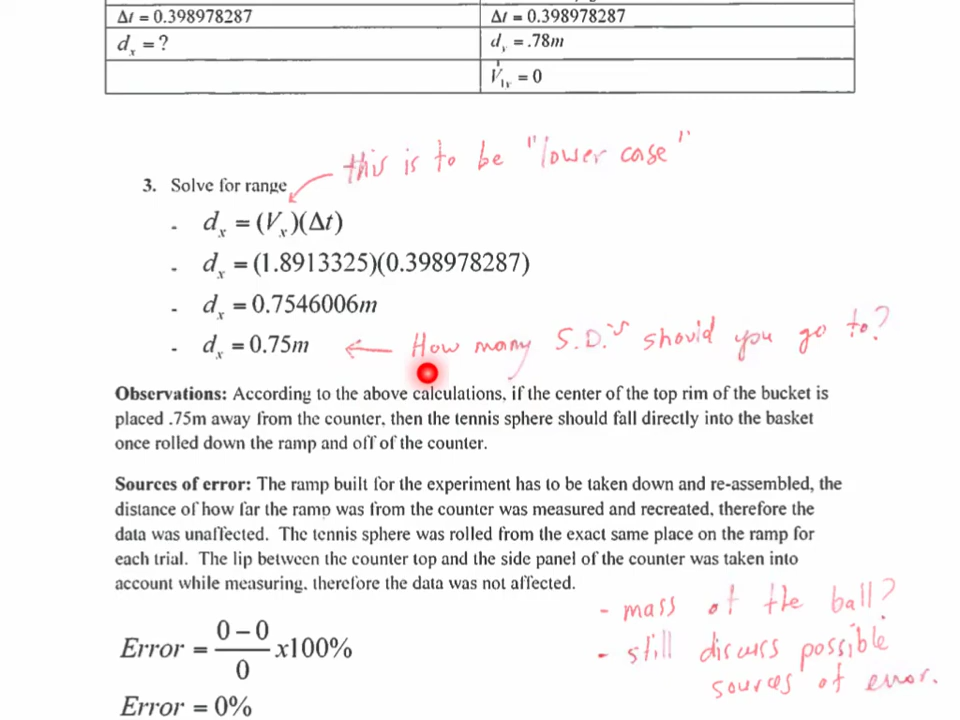 Δt = 0.398978287
Δt = 0.398978287
dx = ?
dy = .78m
V1y = 0
this is to be "lower case"
3. Solve for range
- dx = (Vx)(Δt)
- dx = (1.8913325)(0.398978287)
- dx = 0.7546006m
- dx = 0.75m
How many S.D.'s should you go to?
Observations: According to the above calculations, if the center of the top rim of the bucket is
placed .75m away from the counter, then the tennis sphere should fall directly into the basket
once rolled down the ramp and off of the counter.
Sources of error: The ramp built for the experiment has to be taken down and re-assembled, the
distance of how far the ramp was from the counter was measured and recreated, therefore the
data was unaffected. The tennis sphere was rolled from the exact same place on the ramp for
each trial. The lip between the counter top and the side panel of the counter was taken into
account while measuring, therefore the data was not affected.
- mass of the ball?
- still discuss possible
sources of error.
Error = 0 – 0 / 0 x100%
Error = 0%